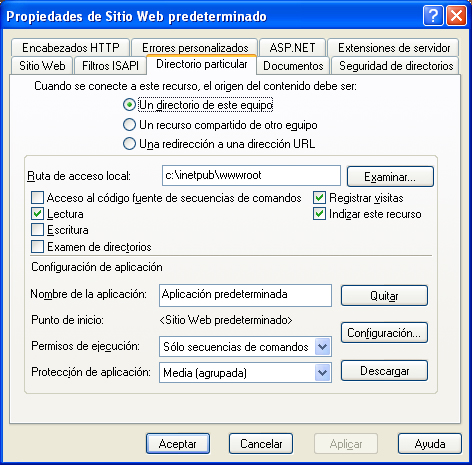 Propiedades de Sitio Web predeterminado
Encabezados HTTP Errores personalizados ASP.NET Extensiones de servidor
Sitio Web Filtros ISAPI Directorio particular Documentos Seguridad de directorios
Cuando se conecte a este recurso, el origen del contenido debe ser:
Un directorio de este equipo
Un recurso compartido de otro equipo
Una redirección a una dirección URL
Ruta de acceso local: c:\inetpub\wwwroot Examinar...
Acceso al código fuente de secuencias de comandos Registrar visitas
Lectura Indizar este recurso
Escritura
Examen de directorios
Configuración de aplicación
Nombre de la aplicación: Aplicación predeterminada Quitar
Punto de inicio: <Sitio Web predeterminado>
Configuración...
Permisos de ejecución: Sólo secuencias de comandos
Protección de aplicación: Media (agrupada) Descargar
Aceptar Cancelar Aplicar Ayuda